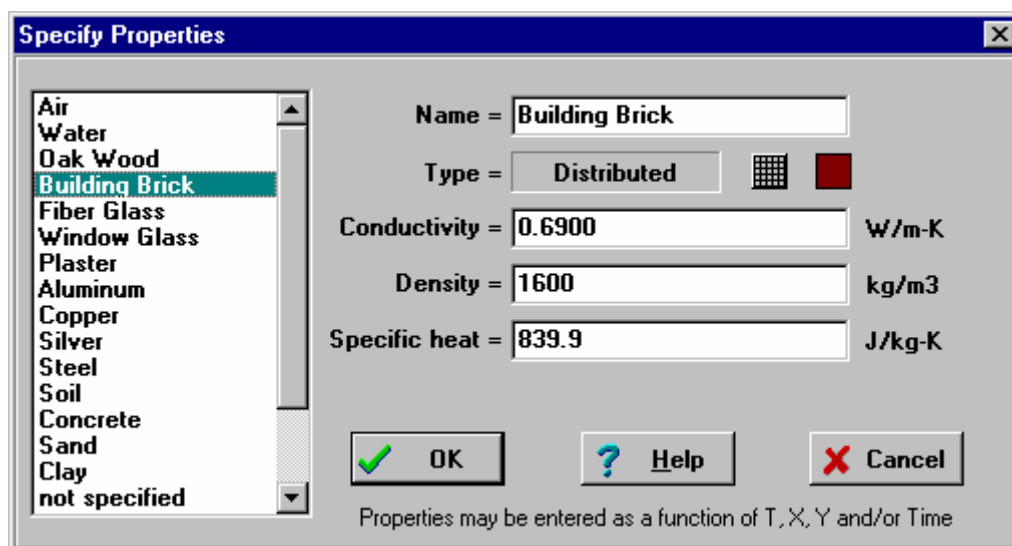 Specify Properties
Air
Water
Oak Wood
Building Brick
Fiber Glass
Window Glass
Plaster
Aluminum
Copper
Silver
Steel
Soil
Concrete
Sand
Clay
not specified
Name = Building Brick
Type = Distributed
Conductivity = 0.6900 W/m-K
Density = 1600 kg/m3
Specific heat = 839.9 J/kg-K
OK
? Help
Cancel
Properties may be entered as a function of T, X, Y and/or Time